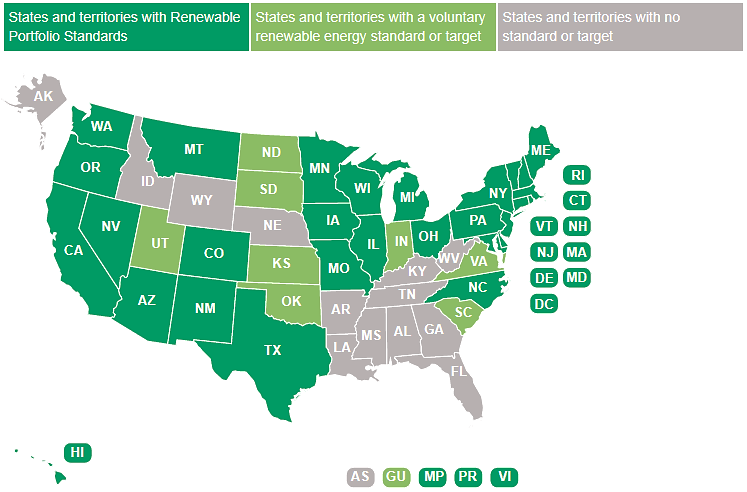 States and territories with Renewable
Portfolio Standards
States and territories with a voluntary
renewable energy standard or target
States and territories with no
standard or target
AK
WA
MT
ND
MN
ME
OR
ID
SD
WI
MI
NY
RI
WY
CT
NV
NE
IA
PA
VT
NH
UT
CO
IL
IN
OH
NJ
MA
CA
KS
MO
WV
VA
KY
DE
MD
AZ
NM
OK
AR
TN
NC
DC
SC
TX
LA
MS
AL
GA
FL
HI
AS
GU
MP
PR
VI